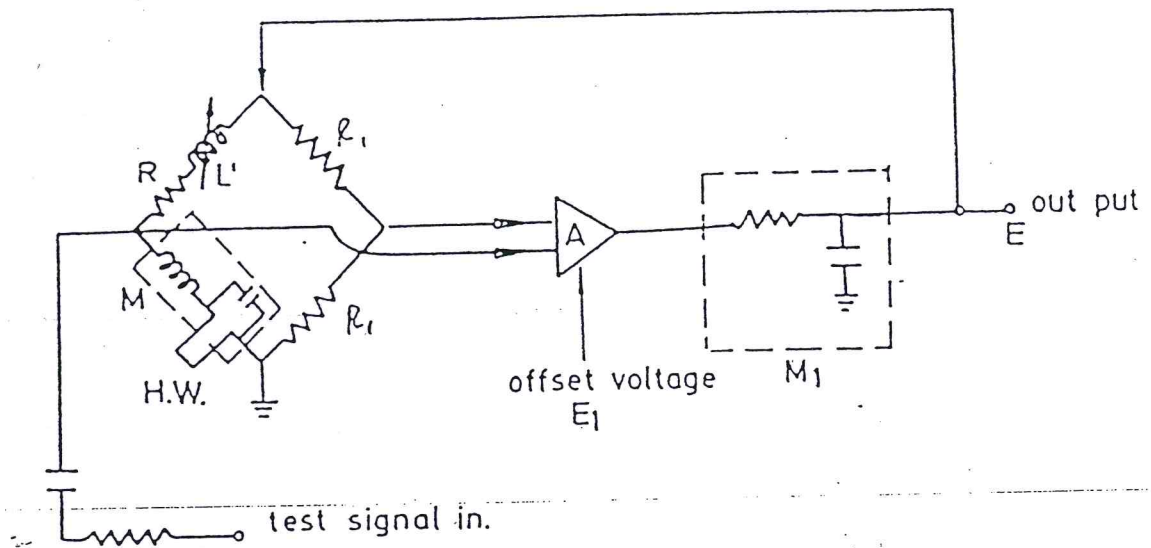 R₁
R
L'
A
out put
E
M
R₁
M₁
offset voltage
E₁
H.W.
test signal in.